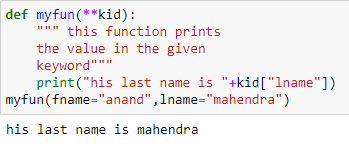 def myfun(**kid):
    """ this function prints
    the value in the given
    keyword"""
    print("his last name is "+kid["lname"])
myfun(fname="anand",lname="mahendra")
his last name is mahendra